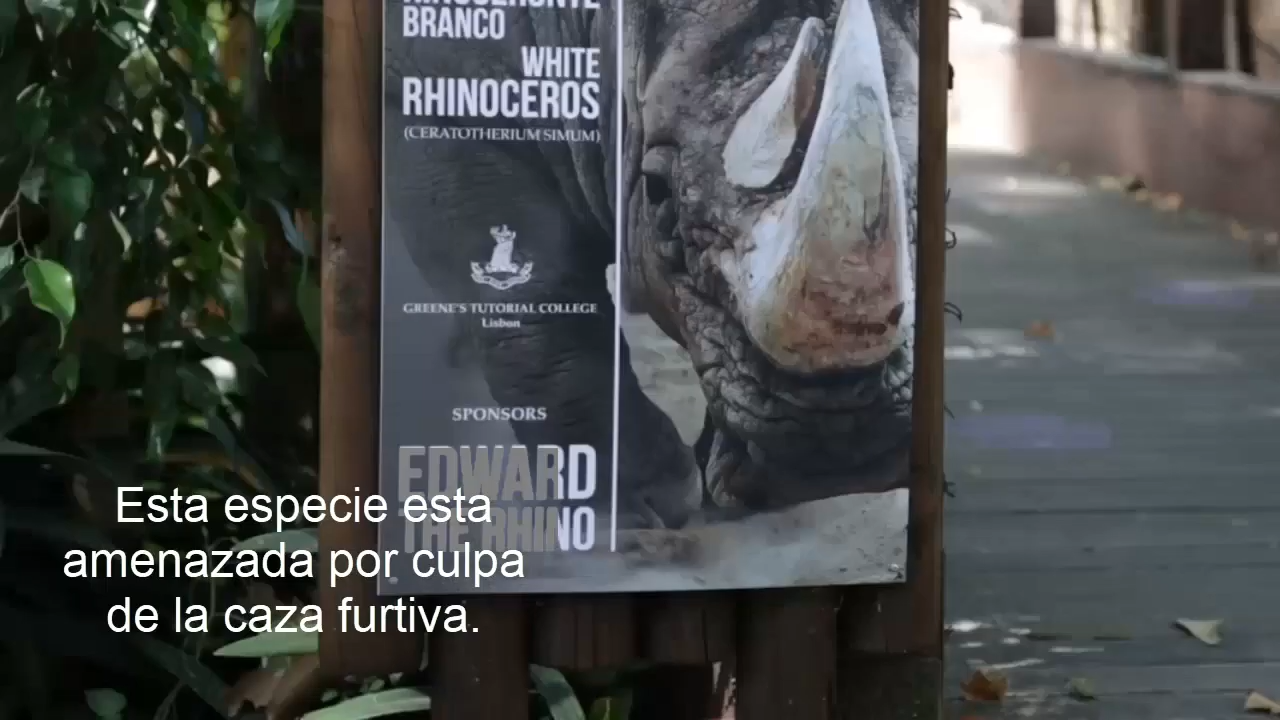 BRANCO
WHITE
RHINOCEROS
(CERATOTHERIUM SIMUM)
GREENE'S TUTORIAL COLLEGE
Lisbon
SPONSORS
EDWARD
THE RHINO
Esta especie esta
amenazada por culpa
de la caza furtiva.